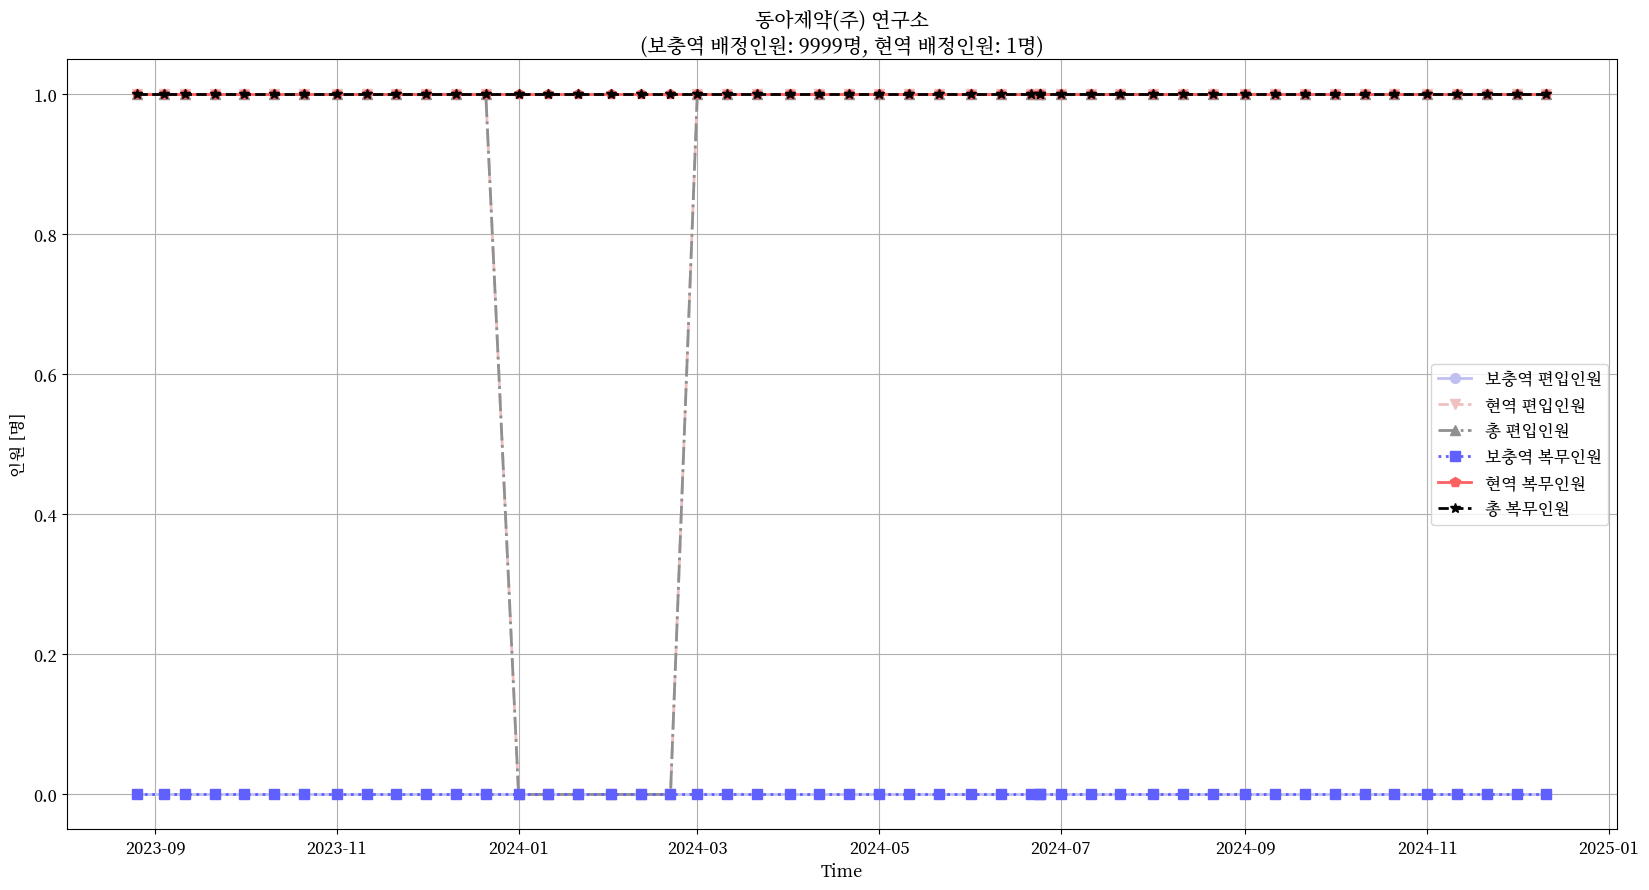 동아제약(주) 연구소
(보충역 배정인원: 9999명, 현역 배정인원: 1명)
인원 [명]
1.0
0.8
0.6
0.4
0.2
0.0
보충역 편입인원
현역 편입인원
총 편입인원
보충역 복무인원
현역 복무인원
총 복무인원
2023-09 2023-11 2024-01 2024-03 2024-05 2024-07 2024-09 2024-11 2025-01
Time